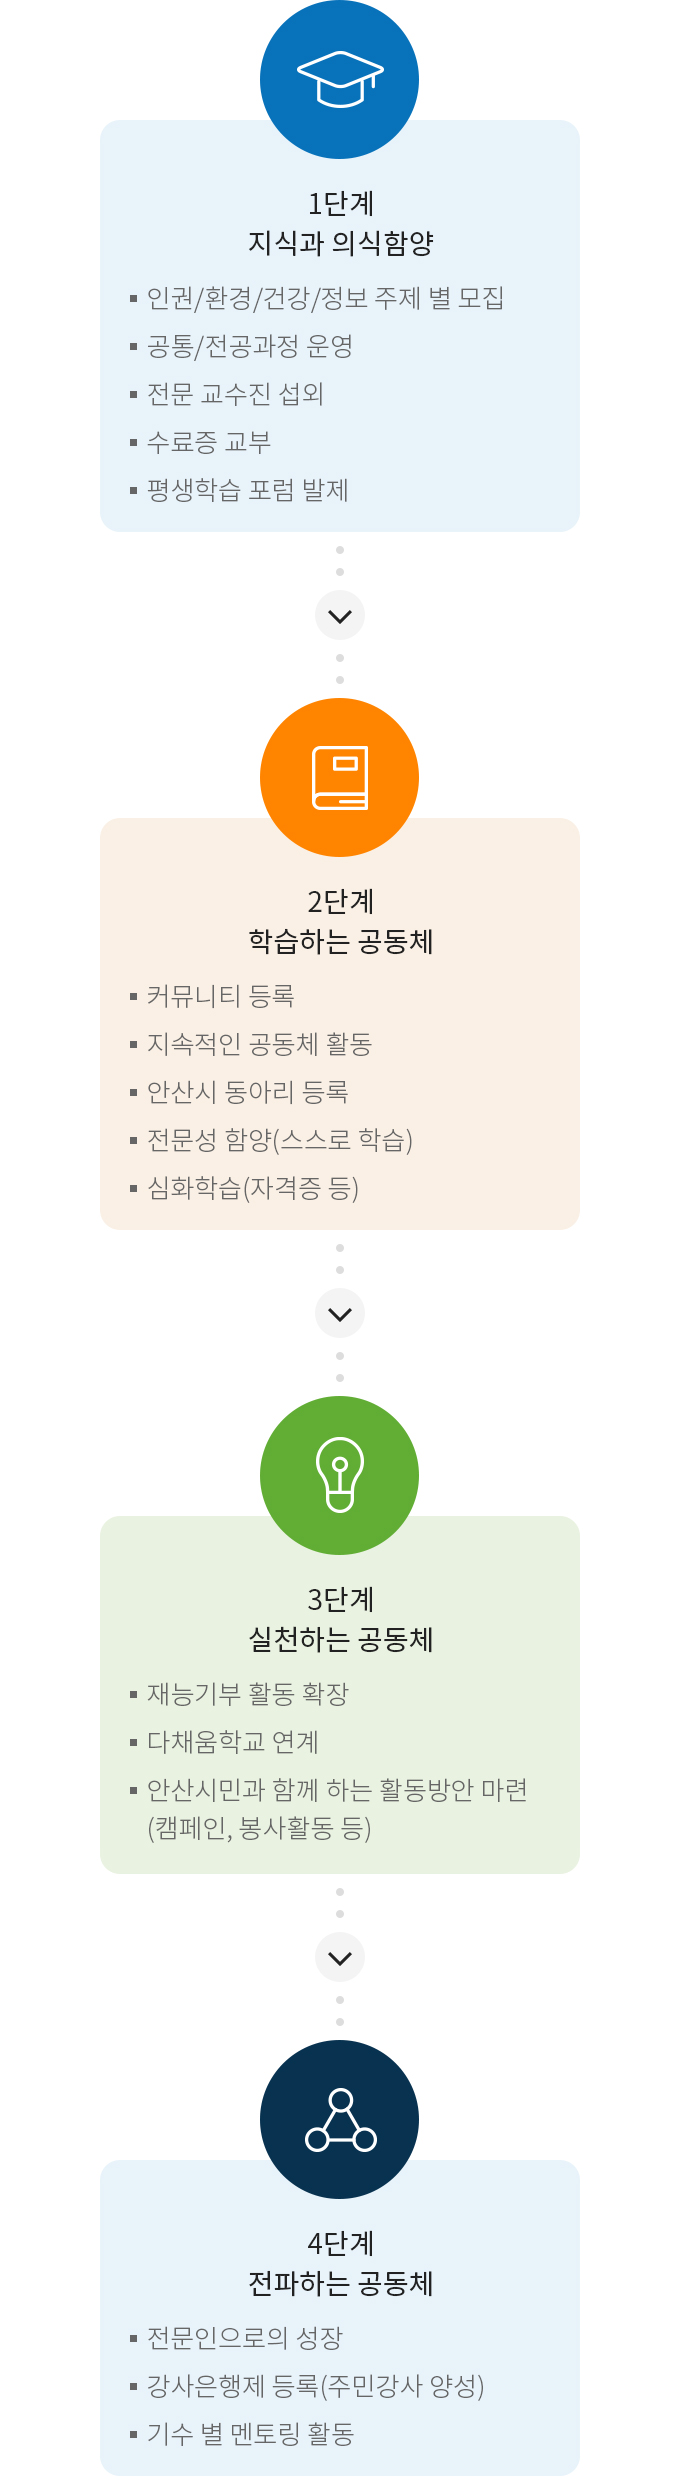 1단계
지식과 의식함양
인권/환경/건강/정보 주제 별 모집
공통/전공과정 운영
전문 교수진 섭외
수료증 교부
평생학습 포럼 발제
2단계
학습하는 공동체
커뮤니티 등록
지속적인 공동체 활동
안산시 동아리 등록
전문성 함양(스스로 학습)
심화학습(자격증 등)
3단계
실천하는 공동체
재능기부 활동 확장
다채움학교 연계
안산시민과 함께 하는 활동방안 마련
(캠페인, 봉사활동 등)
4단계
전파하는 공동체
전문인으로의 성장
강사은행제 등록(주민강사 양성)
기수 별 멘토링 활동